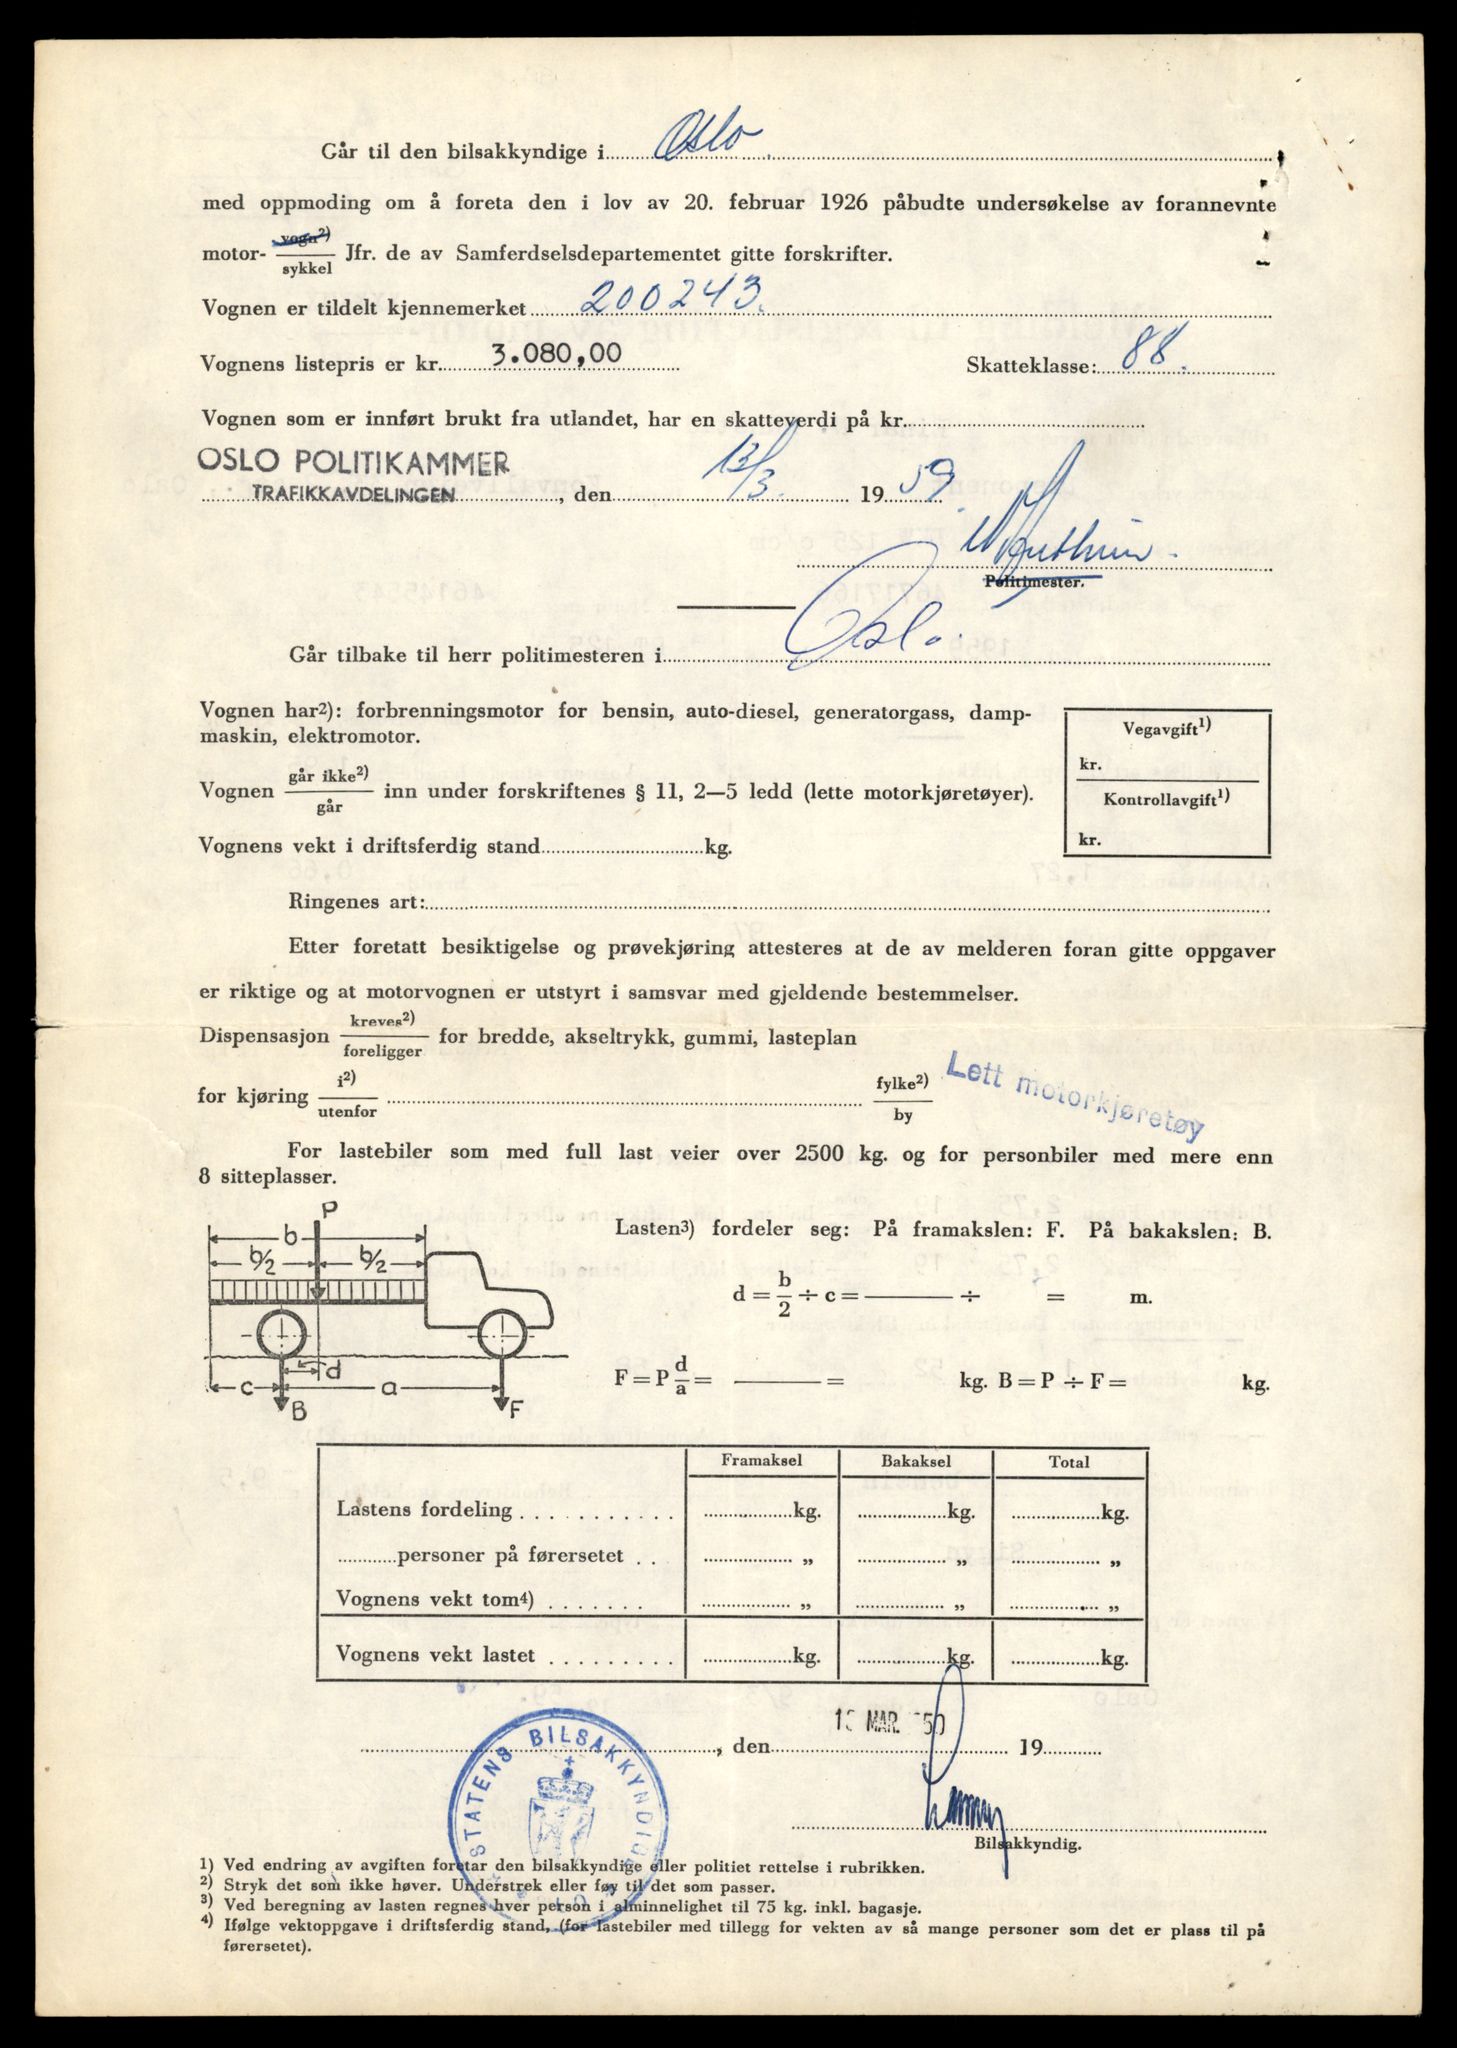 Går til den bilsakkyndige i Oslo
med oppmoding om å foreta den i lov av 20. februar 1926 påbudte undersøkelse av forannevnte
motor- vogn²)/sykkel Jfr. de av Samferdselsdepartementet gitte forskrifter.
Vognen er tildelt kjennemerket 200243.
Vognens listepris er kr. 3.080,00 Skatteklasse: 88.
Vognen som er innført brukt fra utlandet, har en skatteverdi på kr.
OSLO POLITIKAMMER
TRAFIKKAVDELINGEN, den 13/3. 1959.
Politimester.
Går tilbake til herr politimesteren i Oslo.
Vognen har²): forbrenningsmotor for bensin, auto-diesel, generatorgass, damp-
maskin, elektromotor.
Vegavgift¹)
kr.
Vognen går ikke²)/går inn under forskriftenes § 11, 2—5 ledd (lette motorkjøretøyer).
Kontrollavgift¹)
kr.
Vognens vekt i driftsferdig stand kg.
Ringenes art:
Etter foretatt besiktigelse og prøvekjøring attesteres at de av melderen foran gitte oppgaver
er riktige og at motorvognen er utstyrt i samsvar med gjeldende bestemmelser.
Dispensasjon kreves²)/foreligger for bredde, akseltrykk, gummi, lasteplan
for kjøring i²)/utenfor fylke²)/by
Lett motorkjøretøy
For lastebiler som med full last veier over 2500 kg. og for personbiler med mere enn
8 sitteplasser.
P
b
b/2 b/2
d
c a
B F
Lasten³) fordeler seg: På framakslen: F. På bakakslen: B.
d = b/2 ÷ c = ——— ÷ = m.
F = P d/a = ——— = kg. B = P ÷ F = kg.
Framaksel Bakaksel Total
Lastens fordeling . . . . . . . . . . . kg. kg. kg.
personer på førersetet . . „ „ „
Vognens vekt tom⁴) . . . . . . . „ „ „
Vognens vekt lastet . . . . . . . . . kg. kg. kg.
, den MAR. 19
STATENS BILSAKKYNDIGE
Bilsakkyndig.
1) Ved endring av avgiften foretar den bilsakkyndige eller politiet rettelse i rubrikken.
2) Stryk det som ikke høver. Understrek eller føy til det som passer.
3) Ved beregning av lasten regnes hver person i alminnelighet til 75 kg. inkl. bagasje.
4) Ifølge vektoppgave i driftsferdig stand, (for lastebiler med tillegg for vekten av så mange personer som det er plass til på
førersetet).